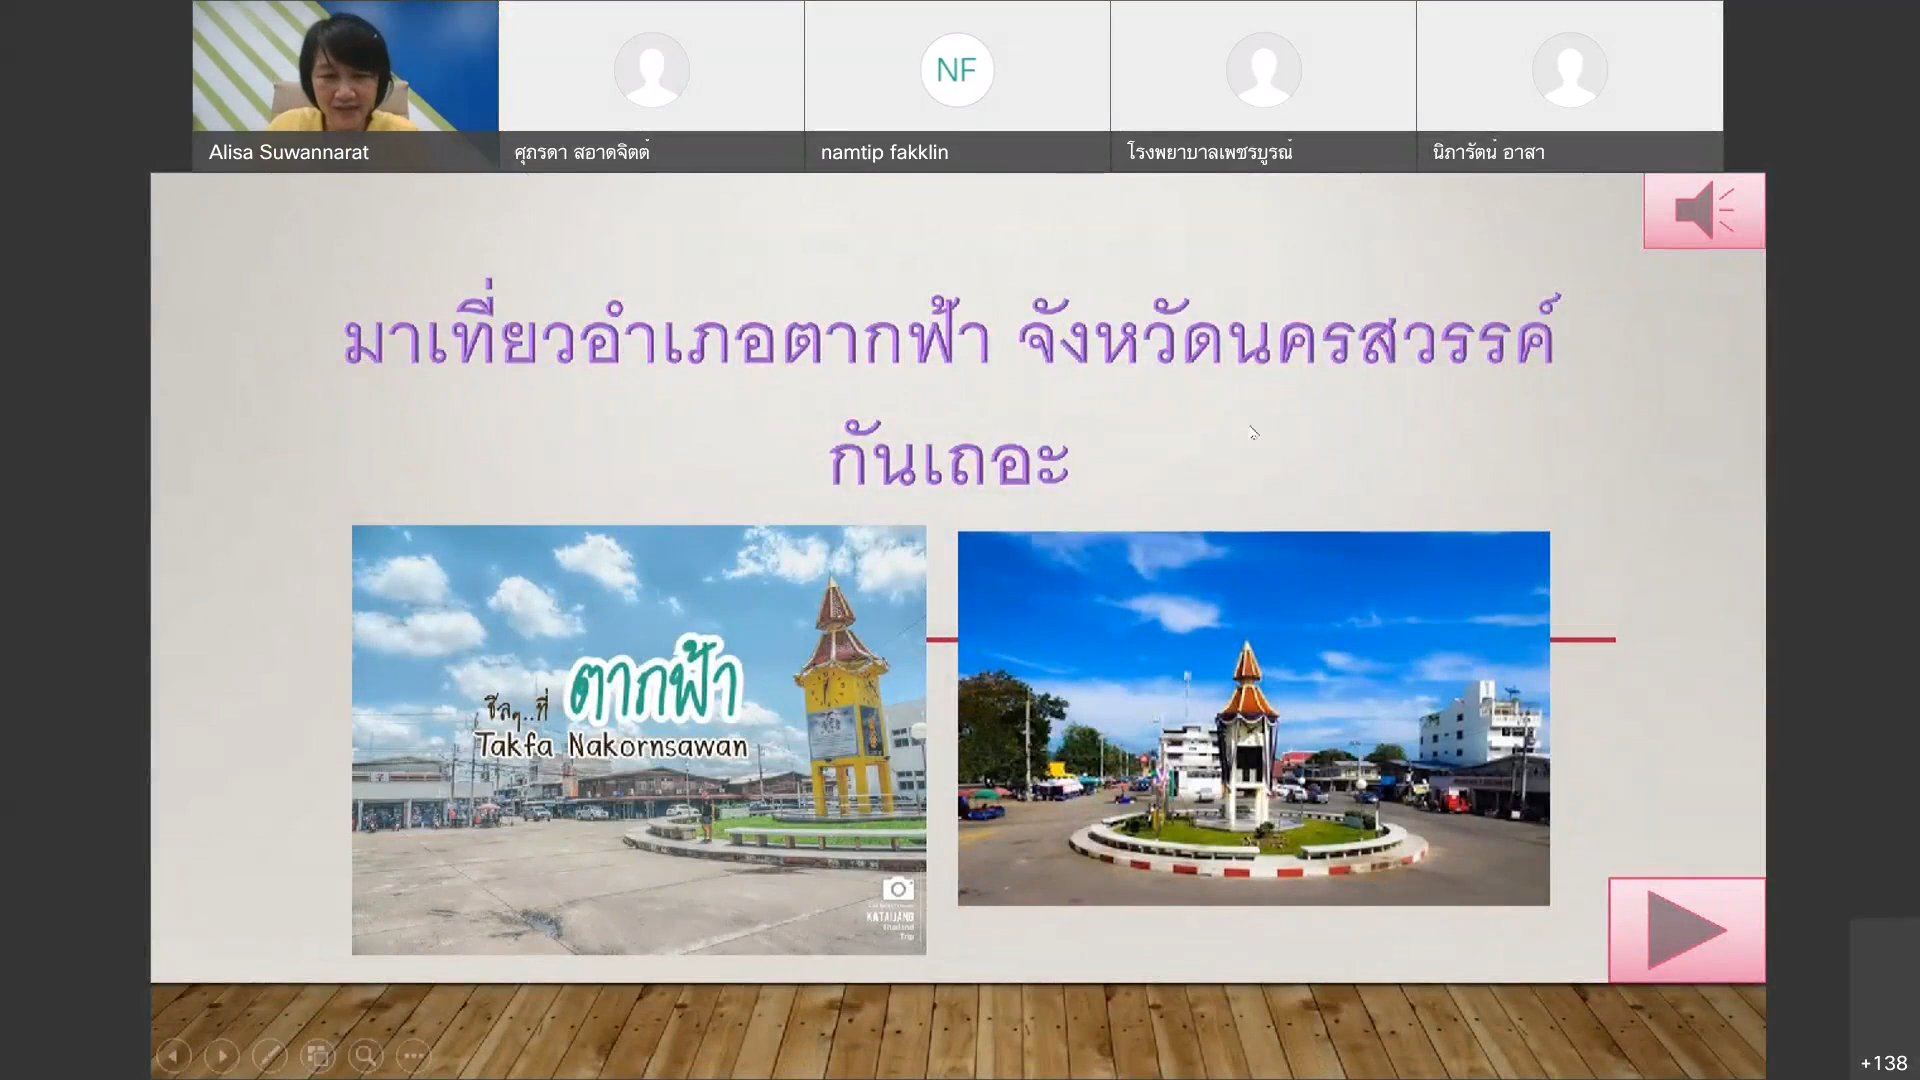 Alisa Suwannarat
ศุภรดา สอาดจิตต์
NF
namtip fakklin
โรงพยาบาลเพชรบูรณ์
นิภารัตน์ อาสา
มาเที่ยวอำเภอตากฟ้า จังหวัดนครสวรรค์
กันเถอะ
ชีลๆ..ที่ ตากฟ้า
Takfa Nakornsawan
KATAIJANG
Thailand
Trip
+138